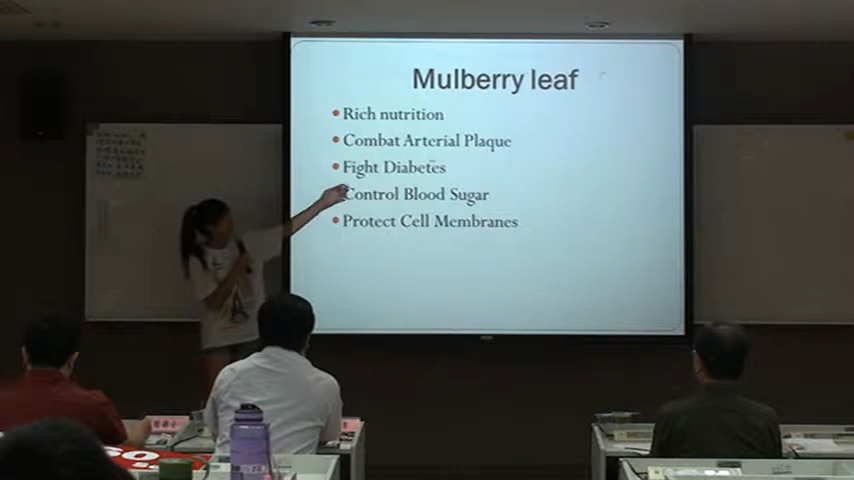 Mulberry leaf
Rich nutrition
Combat Arterial Plaque
Fight Diabetes
Control Blood Sugar
Protect Cell Membranes